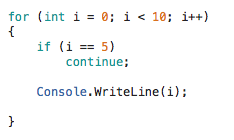 for (int i = 0; i < 10; i++)
{
    if (i == 5)
        continue;

    Console.WriteLine(i);

}